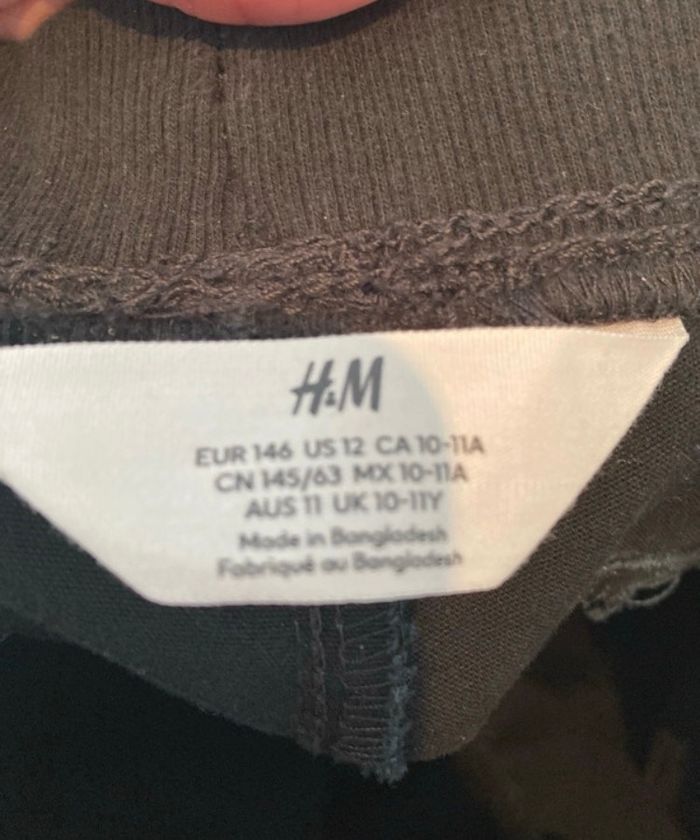 H&M
EUR 146 US 12 CA 10-11A
CN 145/63 MX 10-11A
AUS 11 UK 10-11Y
Made in Bangladesh
Fabriqué au Bangladesh